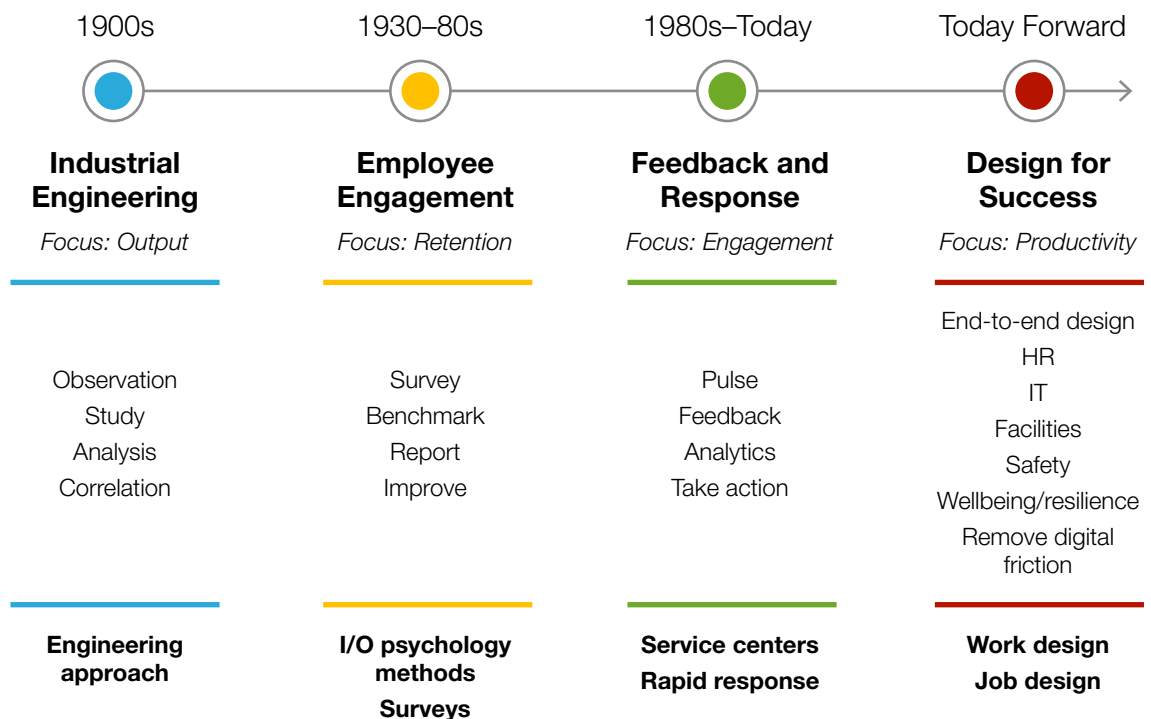 1900s
Industrial
Engineering
Focus: Output
Observation
Study
Analysis
Correlation
Engineering
approach
1930–80s
Employee
Engagement
Focus: Retention
Survey
Benchmark
Report
Improve
I/O psychology
methods
Surveys
1980s–Today
Feedback and
Response
Focus: Engagement
Pulse
Feedback
Analytics
Take action
Service centers
Rapid response
Today Forward
Design for
Success
Focus: Productivity
End-to-end design
HR
IT
Facilities
Safety
Wellbeing/resilience
Remove digital
friction
Work design
Job design